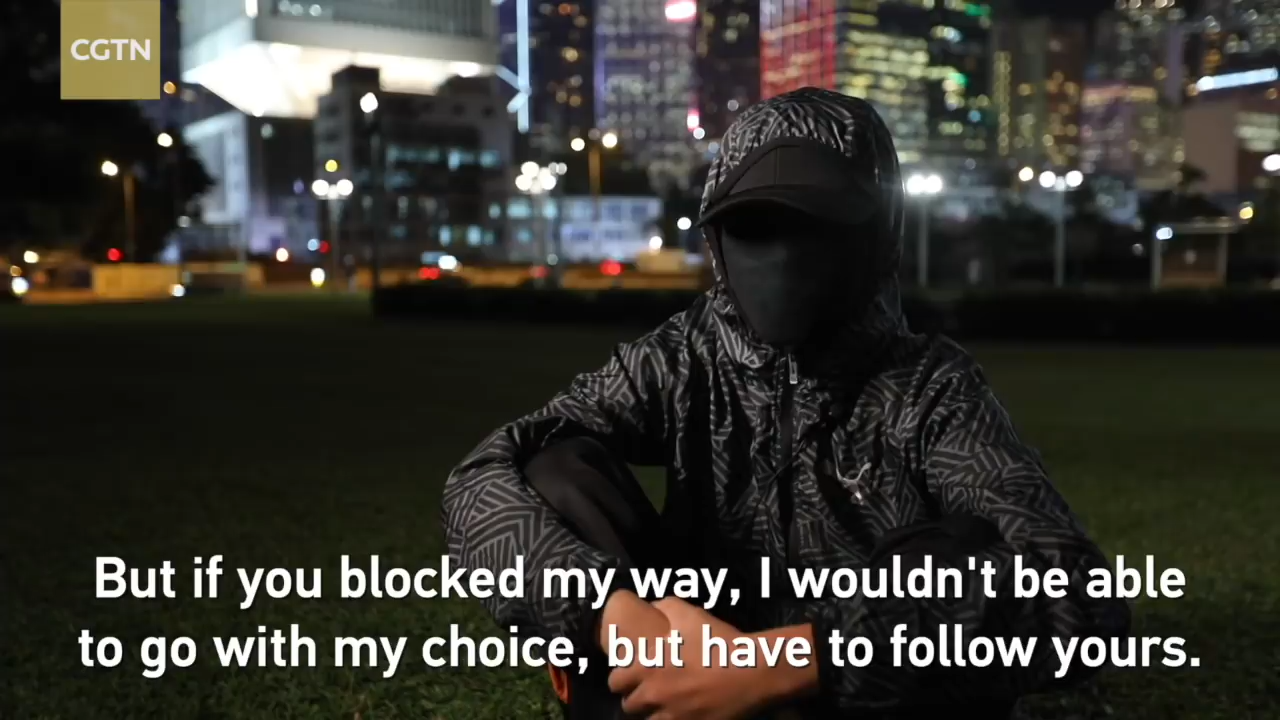 CGTN
But if you blocked my way, I wouldn't be able
to go with my choice, but have to follow yours.